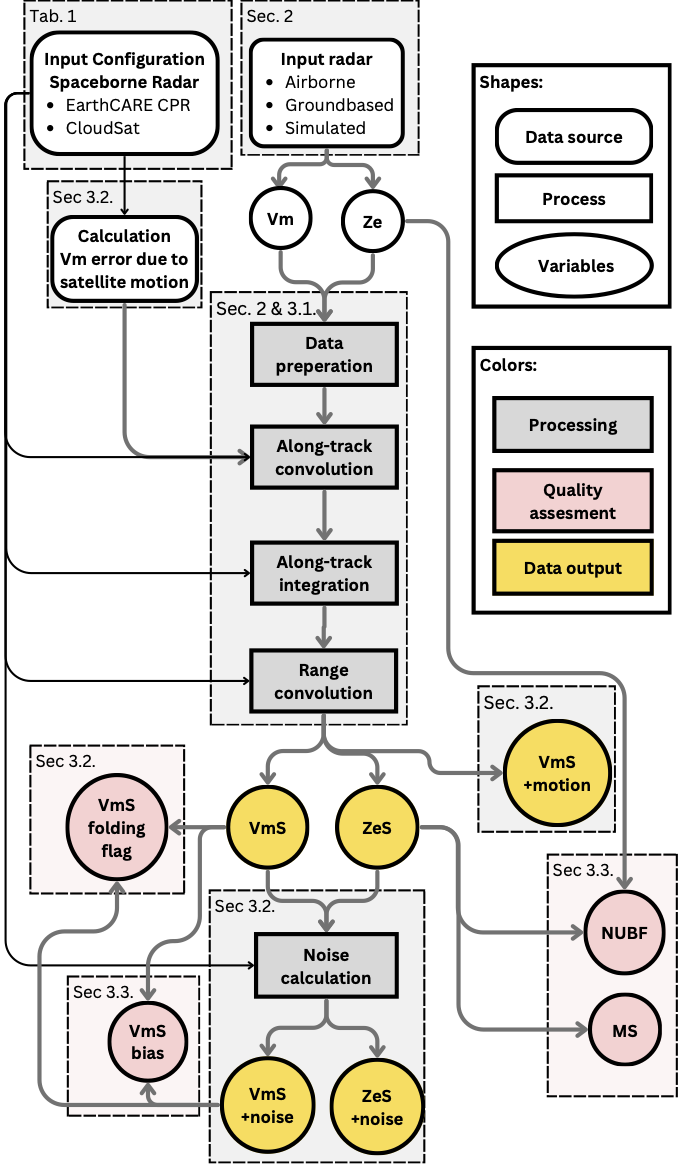 Tab. 1
Input Configuration
Spaceborne Radar
• EarthCARE CPR
• CloudSat
Sec. 2
Input radar
• Airborne
• Groundbased
• Simulated
Shapes:
Data source
Process
Variables
Sec 3.2.
Calculation
Vm error due to
satellite motion
Vm
Ze
Sec. 2 & 3.1.
Data
preperation
Along-track
convolution
Along-track
integration
Range
convolution
Colors:
Processing
Quality
assesment
Data output
Sec. 3.2.
VmS
+motion
Sec 3.2.
VmS
folding
flag
VmS
ZeS
Sec 3.3.
NUBF
MS
Sec 3.2.
Noise
calculation
VmS
+noise
ZeS
+noise
Sec 3.3.
VmS
bias